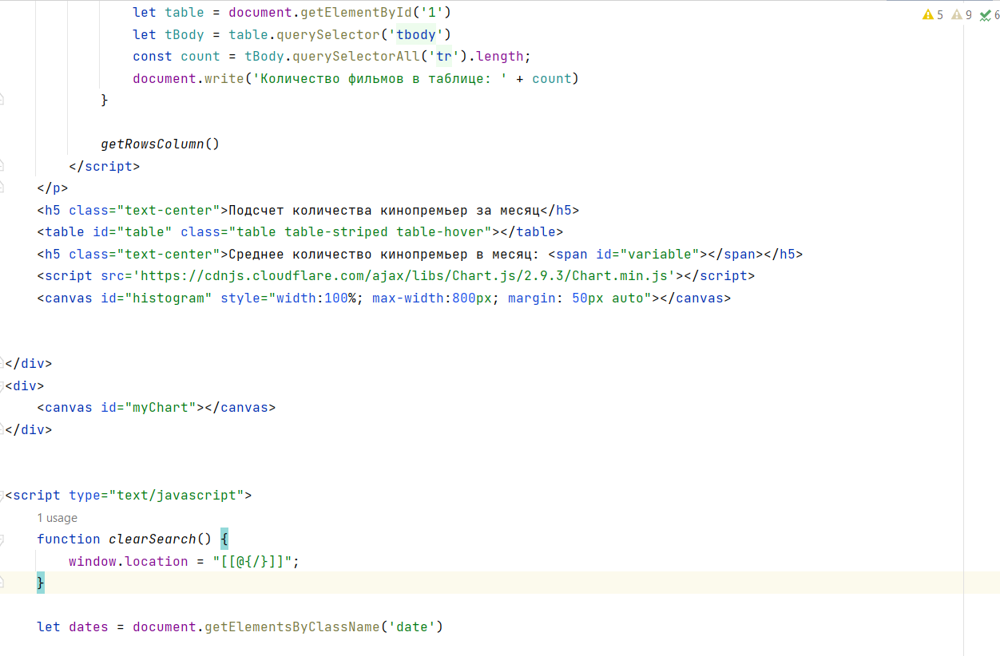 let table = document.getElementById('1')
5 9 6
let tBody = table.querySelector('tbody')
const count = tBody.querySelectorAll('tr').length;
document.write('Количество фильмов в таблице: ' + count)
}
getRowsColumn()
</script>
</p>
<h5 class="text-center">Подсчет количества кинопремьер за месяц</h5>
<table id="table" class="table table-striped table-hover"></table>
<h5 class="text-center">Среднее количество кинопремьер в месяц: <span id="variable"></span></h5>
<script src='https://cdnjs.cloudflare.com/ajax/libs/Chart.js/2.9.3/Chart.min.js'></script>
<canvas id="histogram" style="width:100%; max-width:800px; margin: 50px auto"></canvas>
</div>
<div>
<canvas id="myChart"></canvas>
</div>
<script type="text/javascript">
1 usage
function clearSearch() {
window.location = "[[@{/}]]";
}
let dates = document.getElementsByClassName('date')